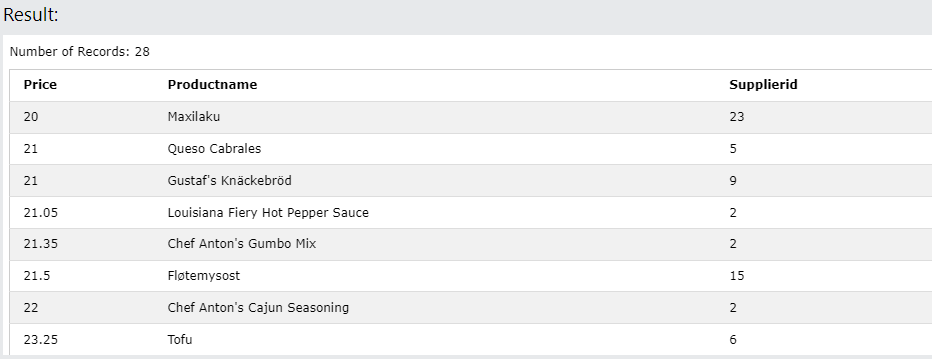 Result:
Number of Records: 28
Price Productname Supplierid
20 Maxilaku 23
21 Queso Cabrales 5
21 Gustaf's Knäckebröd 9
21.05 Louisiana Fiery Hot Pepper Sauce 2
21.35 Chef Anton's Gumbo Mix 2
21.5 Fløtemysost 15
22 Chef Anton's Cajun Seasoning 2
23.25 Tofu 6